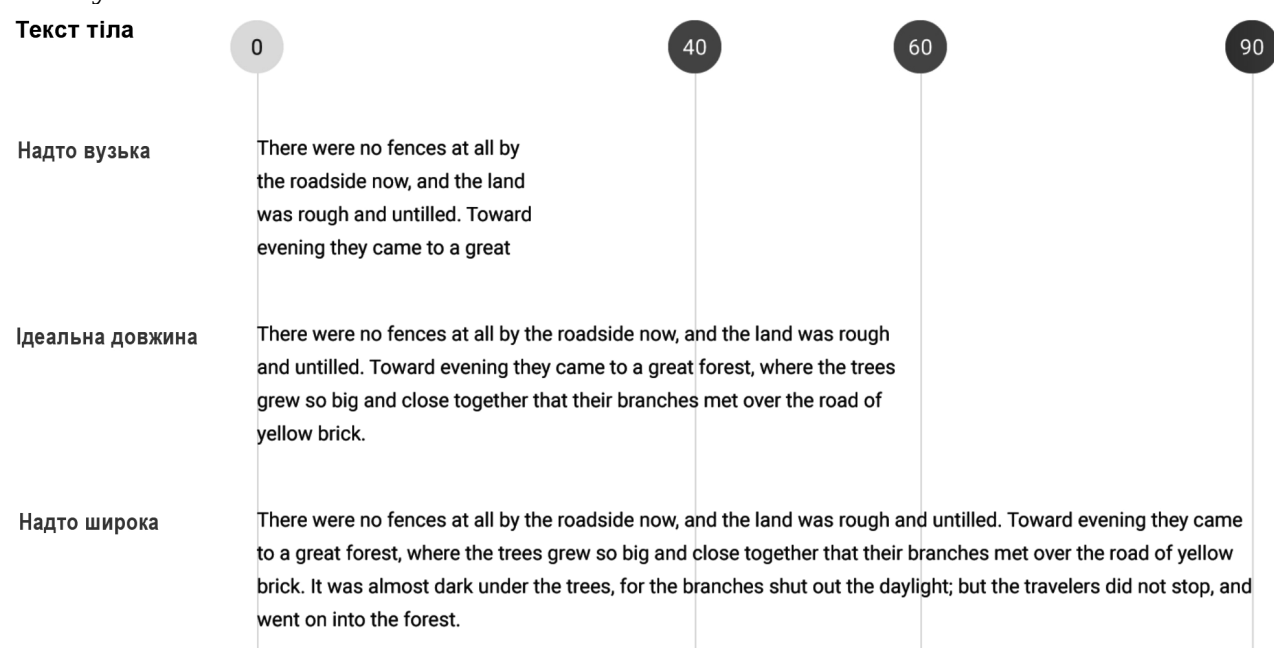 Текст тіла
0 40 60 90
Надто вузька
There were no fences at all by
the roadside now, and the land
was rough and untilled. Toward
evening they came to a great
Ідеальна довжина
There were no fences at all by the roadside now, and the land was rough
and untilled. Toward evening they came to a great forest, where the trees
grew so big and close together that their branches met over the road of
yellow brick.
Надто широка
There were no fences at all by the roadside now, and the land was rough and untilled. Toward evening they came
to a great forest, where the trees grew so big and close together that their branches met over the road of yellow
brick. It was almost dark under the trees, for the branches shut out the daylight; but the travelers did not stop, and
went on into the forest.